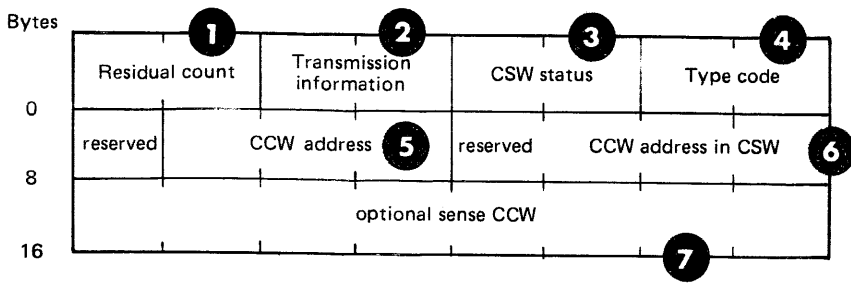 Bytes
1 2 3 4
Residual count Transmission information CSW status Type code
0
reserved CCW address 5 reserved CCW address in CSW 6
8
optional sense CCW
16
7